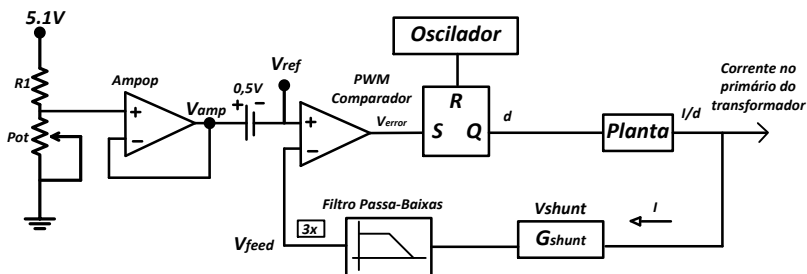 5.1V
R1
Pot
Ampop
+
-
Vamp
0,5V
+ -
Vref
PWM
Comparador
+
-
Verror
Oscilador
R
S Q
d
Planta
I/d
Corrente no
primário do
transformador
Filtro Passa-Baixas
3x
Vfeed
Vshunt
Gshunt
I